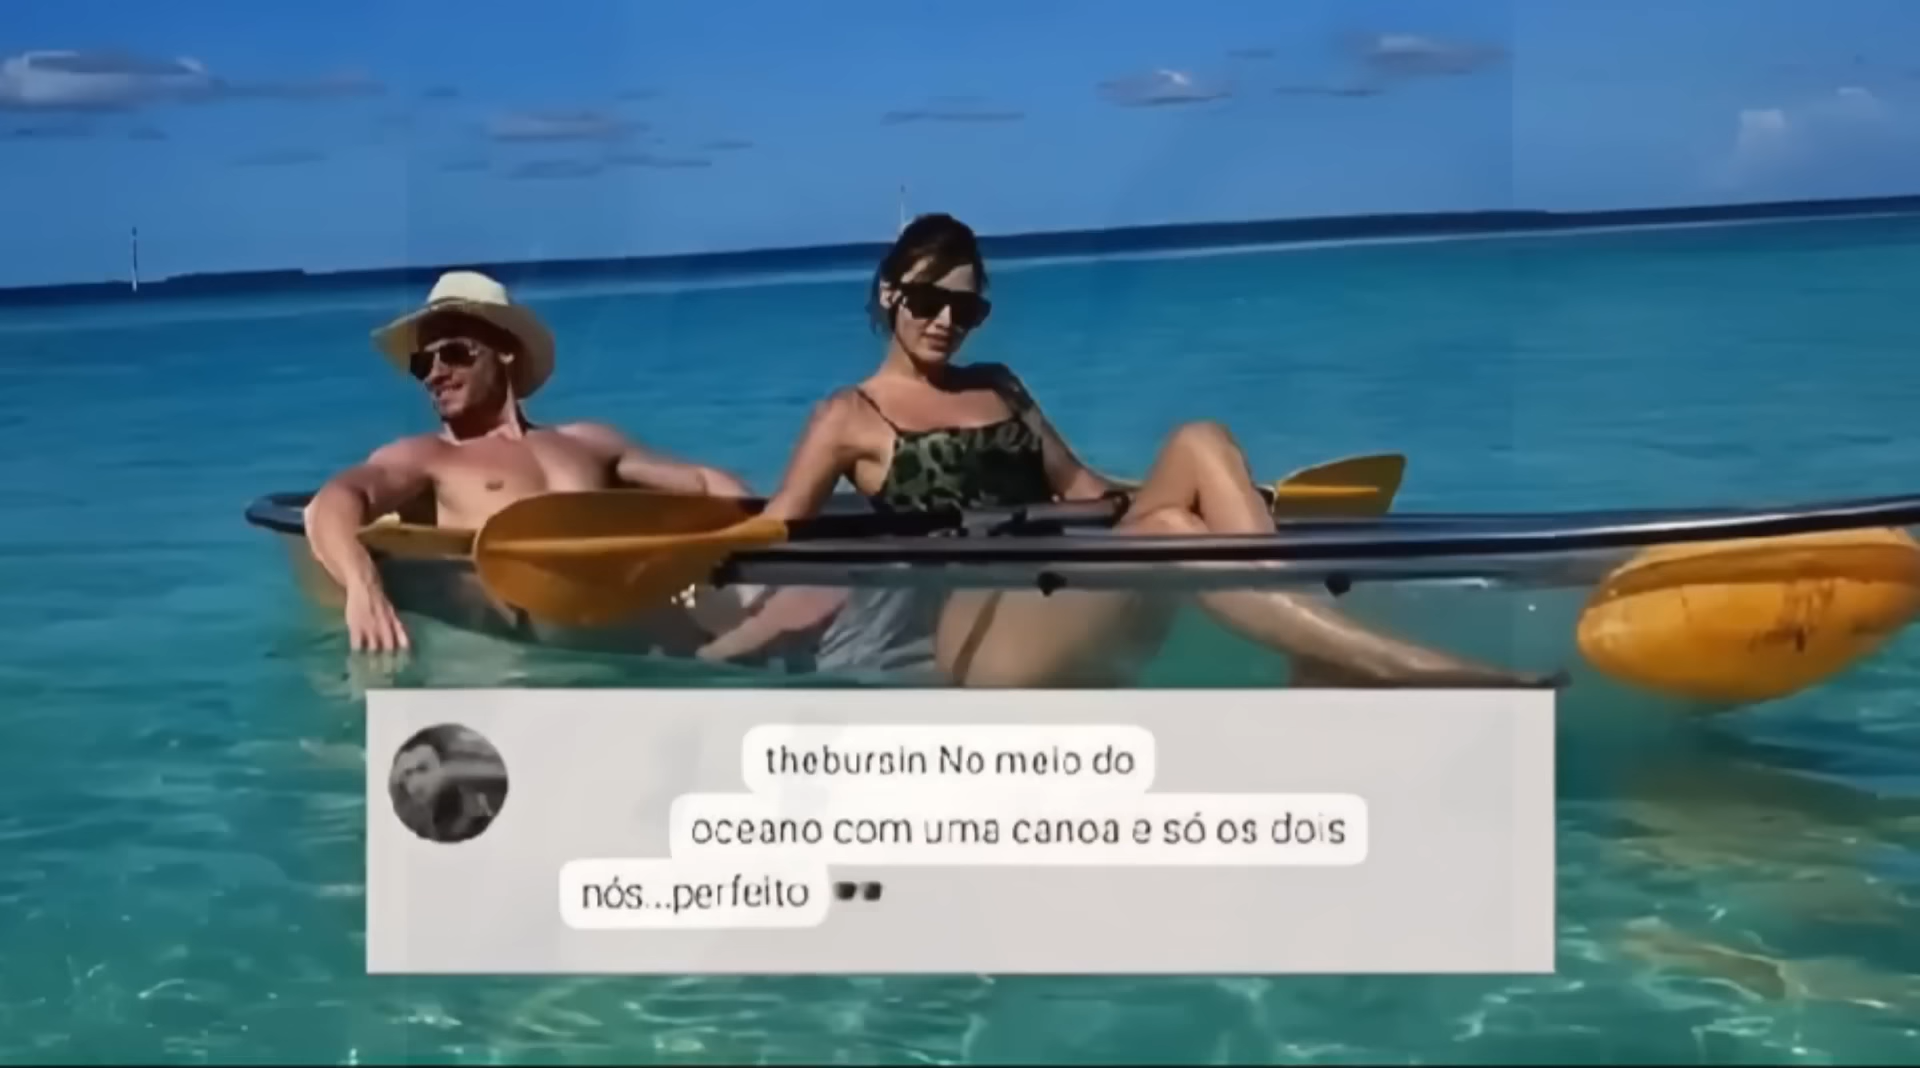 thebursin No meio do
oceano com uma canoa e só os dois
nós...perfeito 🕶️